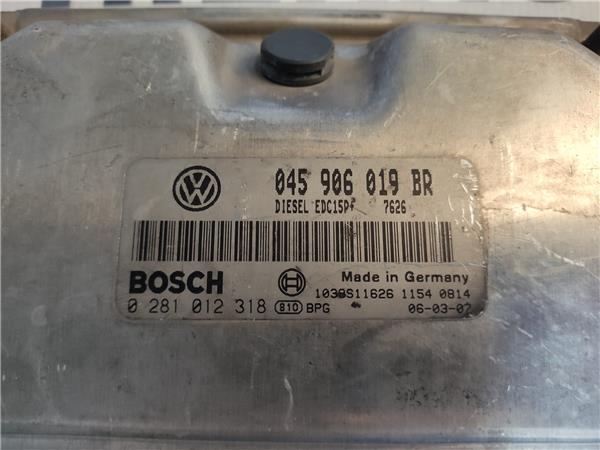 045 906 019 BR
DIESEL EDC15P+ 7626
BOSCH
Made in Germany
1039S11626 1154 0814
0 281 012 318 810 BPG 06-03-07